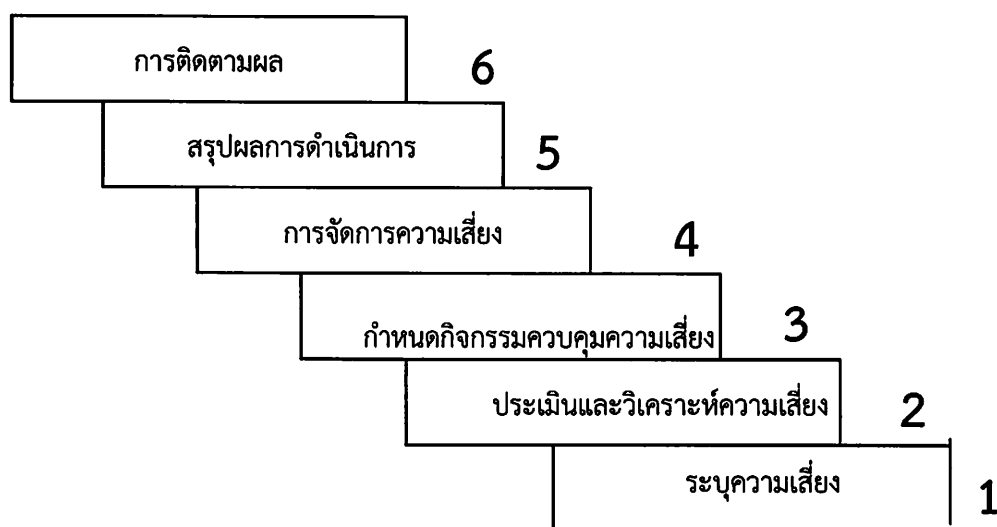 การติดตามผล 6
สรุปผลการดำเนินการ 5
การจัดการความเสี่ยง 4
กำหนดกิจกรรมควบคุมความเสี่ยง 3
ประเมินและวิเคราะห์ความเสี่ยง 2
ระบุความเสี่ยง 1